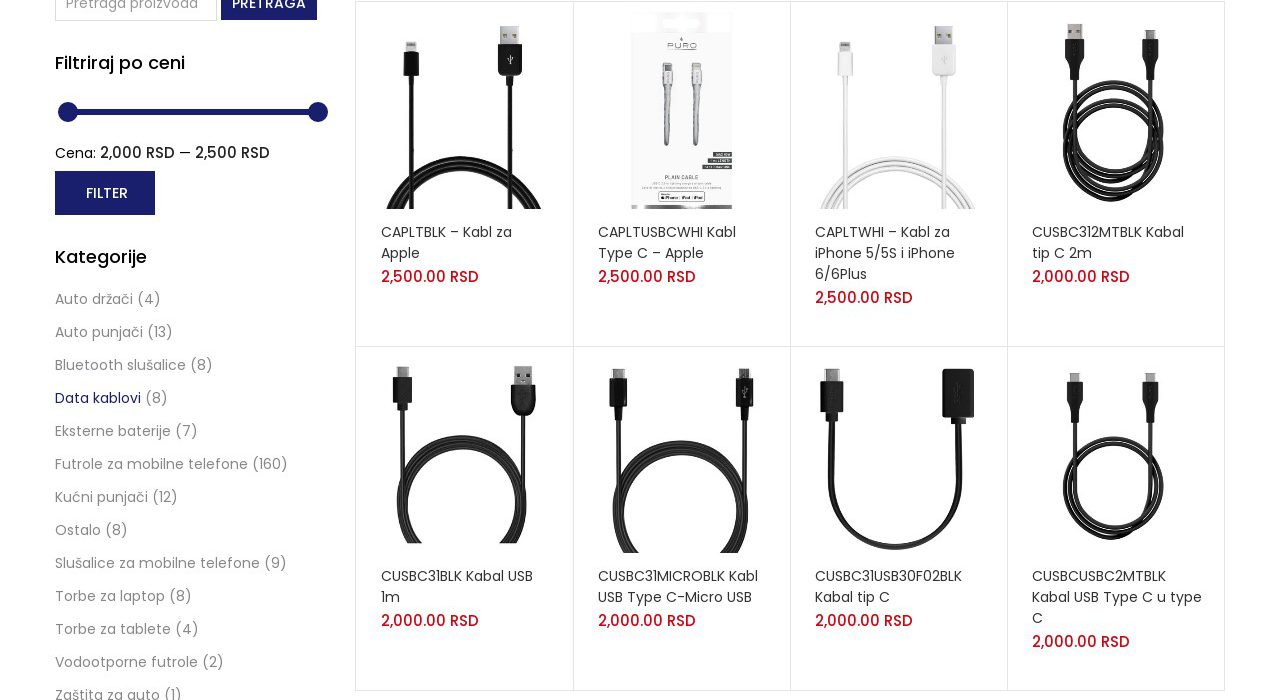 Pretraga proizvoda
PRETRAGA
Filtriraj po ceni
Cena: 2,000 RSD — 2,500 RSD
FILTER
Kategorije
Auto držači (4)
Auto punjači (13)
Bluetooth slušalice (8)
Data kablovi (8)
Eksterne baterije (7)
Futrole za mobilne telefone (160)
Kućni punjači (12)
Ostalo (8)
Slušalice za mobilne telefone (9)
Torbe za laptop (8)
Torbe za tablete (4)
Vodootporne futrole (2)
Zaštita za auto (1)
CAPLTBLK – Kabl za
Apple
2,500.00 RSD
PURO
PLAIN CABLE
CAPLTUSBCWHI Kabl
Type C – Apple
2,500.00 RSD
CAPLTWHI – Kabl za
iPhone 5/5S i iPhone
6/6Plus
2,500.00 RSD
CUSBC312MTBLK Kabal
tip C 2m
2,000.00 RSD
CUSBC31BLK Kabal USB
1m
2,000.00 RSD
CUSBC31MICROBLK Kabl
USB Type C-Micro USB
2,000.00 RSD
CUSBC31USB30F02BLK
Kabal tip C
2,000.00 RSD
CUSBCUSBC2MTBLK
Kabal USB Type C u type
C
2,000.00 RSD